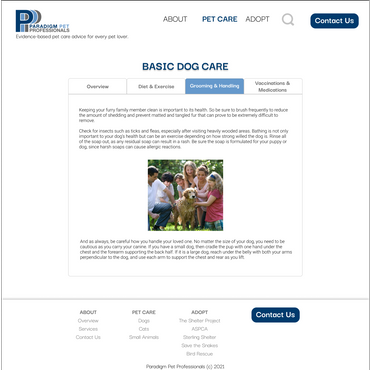 PARADIGM PET
PROFESSIONALS
Evidence-based pet care advice for every pet lover.
ABOUT PET CARE ADOPT Contact Us
BASIC DOG CARE
Overview Diet & Exercise Grooming & Handling Vaccinations &
Medications
Keeping your furry family member clean is important to its health. So be sure to brush frequently to reduce
the amount of shedding and prevent matted and tangled fur that can prove to be extremely difficult to
remove.
Check for insects such as ticks and fleas, especially after visiting heavily wooded areas. Bathing is not only
important to your dog's health but can be an exercise depending on how strong willed the dog is. Rinse all
of the soap out, as any residual soap can result in a rash. Be sure the soap is formulated for your puppy or
dog, since harsh soaps can cause allergic reactions.
And as always, be careful how you handle your loved one. No matter the size of your dog, you need to be
cautious as you carry your canine. If you have a small dog, then cradle the pup with one hand under the
chest and the forearm supporting the back half. If it is a large dog, reach under the belly with both your arms
perpendicular to the dog, and use each arm to support the chest and rear as you lift.
ABOUT PET CARE ADOPT Contact Us
Overview Dogs The Shelter Project
Services Cats ASPCA
Contact Us Small Animals Sterling Shelter
Save the Shakes
Bird Rescue
Paradigm Pet Professionals (c) 2021